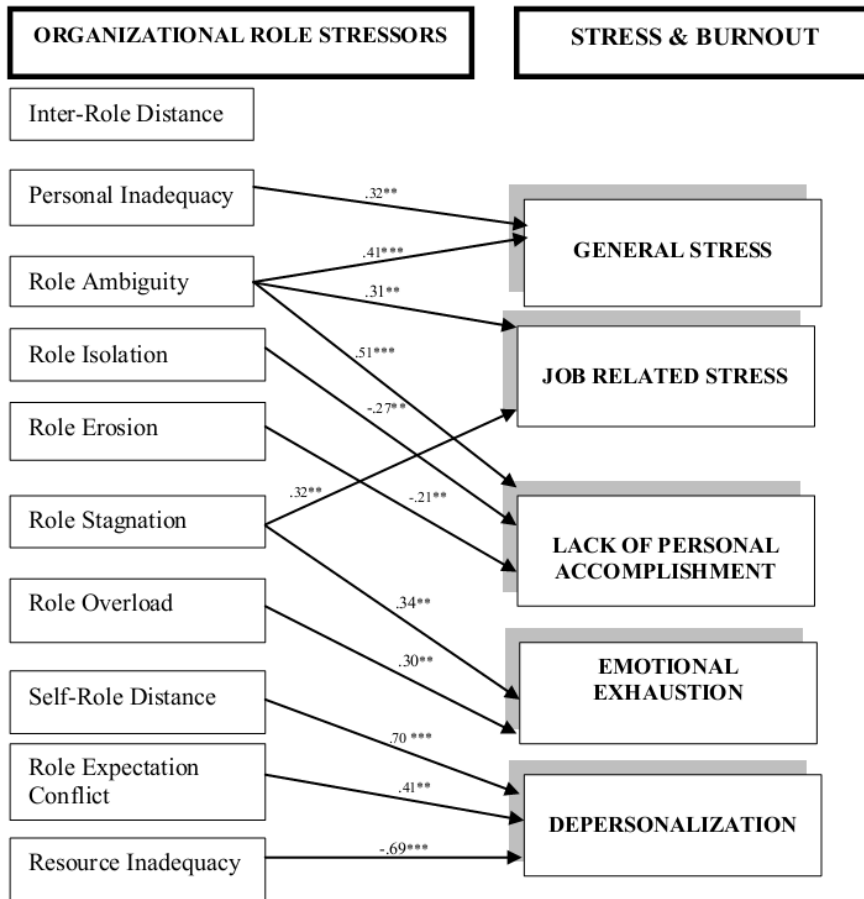 ORGANIZATIONAL ROLE STRESSORS
STRESS & BURNOUT
Inter-Role Distance
Personal Inadequacy
.32**
GENERAL STRESS
.41***
Role Ambiguity
.31**
Role Isolation
.51***
JOB RELATED STRESS
-.27**
Role Erosion
.32**
-.21**
Role Stagnation
LACK OF PERSONAL
ACCOMPLISHMENT
Role Overload
.34**
.30**
EMOTIONAL
EXHAUSTION
Self-Role Distance
.70 ***
Role Expectation
Conflict
.41**
DEPERSONALIZATION
-.69***
Resource Inadequacy